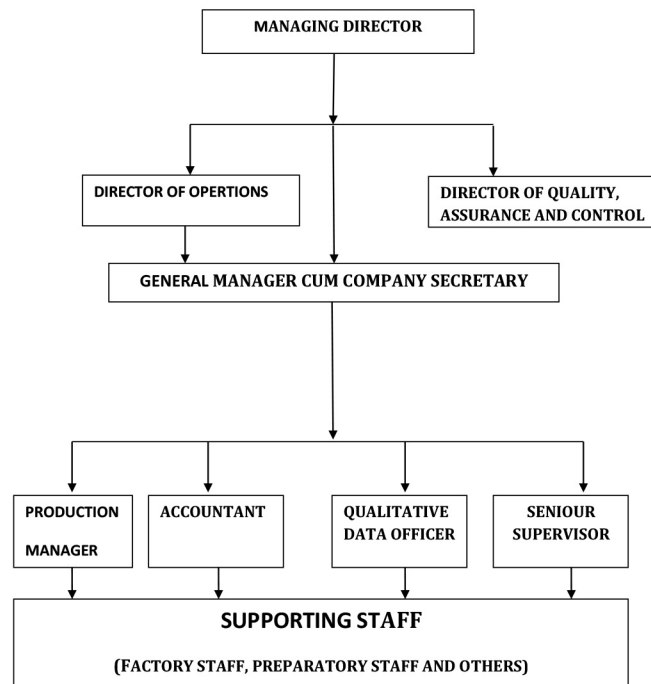 MANAGING DIRECTOR
DIRECTOR OF OPERTIONS
DIRECTOR OF QUALITY,
ASSURANCE AND CONTROL
GENERAL MANAGER CUM COMPANY SECRETARY
PRODUCTION
MANAGER
ACCOUNTANT
QUALITATIVE
DATA OFFICER
SENIOUR
SUPERVISOR
SUPPORTING STAFF
(FACTORY STAFF, PREPARATORY STAFF AND OTHERS)